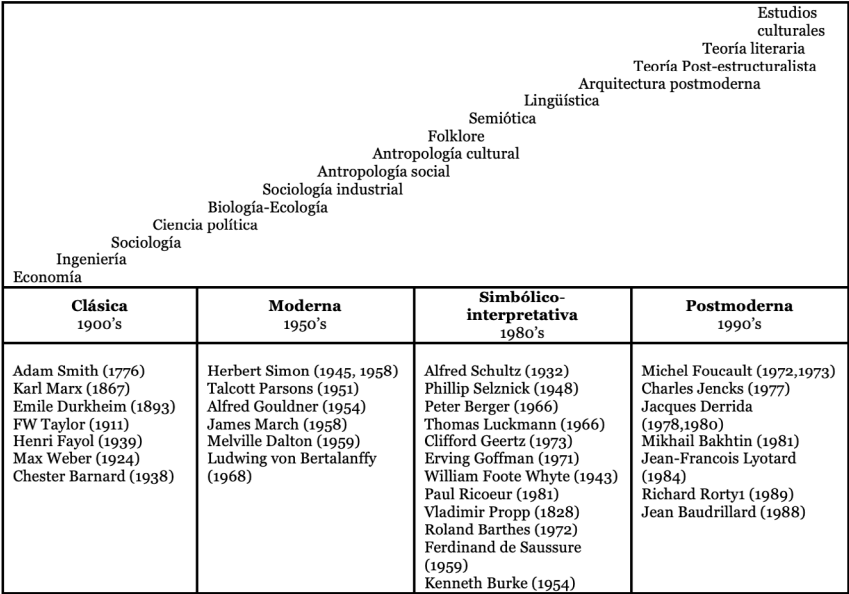 Estudios
culturales
Teoría literaria
Teoría Post-estructuralista
Arquitectura postmoderna
Lingüística
Semiótica
Folklore
Antropología cultural
Antropología social
Sociología industrial
Biología-Ecología
Ciencia política
Sociología
Ingeniería
Economía
Clásica
1900's
Moderna
1950's
Simbólico-
interpretativa
1980's
Postmoderna
1990's
Adam Smith (1776)
Karl Marx (1867)
Emile Durkheim (1893)
FW Taylor (1911)
Henri Fayol (1939)
Max Weber (1924)
Chester Barnard (1938)
Herbert Simon (1945, 1958)
Talcott Parsons (1951)
Alfred Gouldner (1954)
James March (1958)
Melville Dalton (1959)
Ludwing von Bertalanffy
(1968)
Alfred Schultz (1932)
Phillip Selznick (1948)
Peter Berger (1966)
Thomas Luckmann (1966)
Clifford Geertz (1973)
Erving Goffman (1971)
William Foote Whyte (1943)
Paul Ricoeur (1981)
Vladimir Propp (1828)
Roland Barthes (1972)
Ferdinand de Saussure
(1959)
Kenneth Burke (1954)
Michel Foucault (1972,1973)
Charles Jencks (1977)
Jacques Derrida
(1978,1980)
Mikhail Bakhtin (1981)
Jean-Francois Lyotard
(1984)
Richard Rorty1 (1989)
Jean Baudrillard (1988)